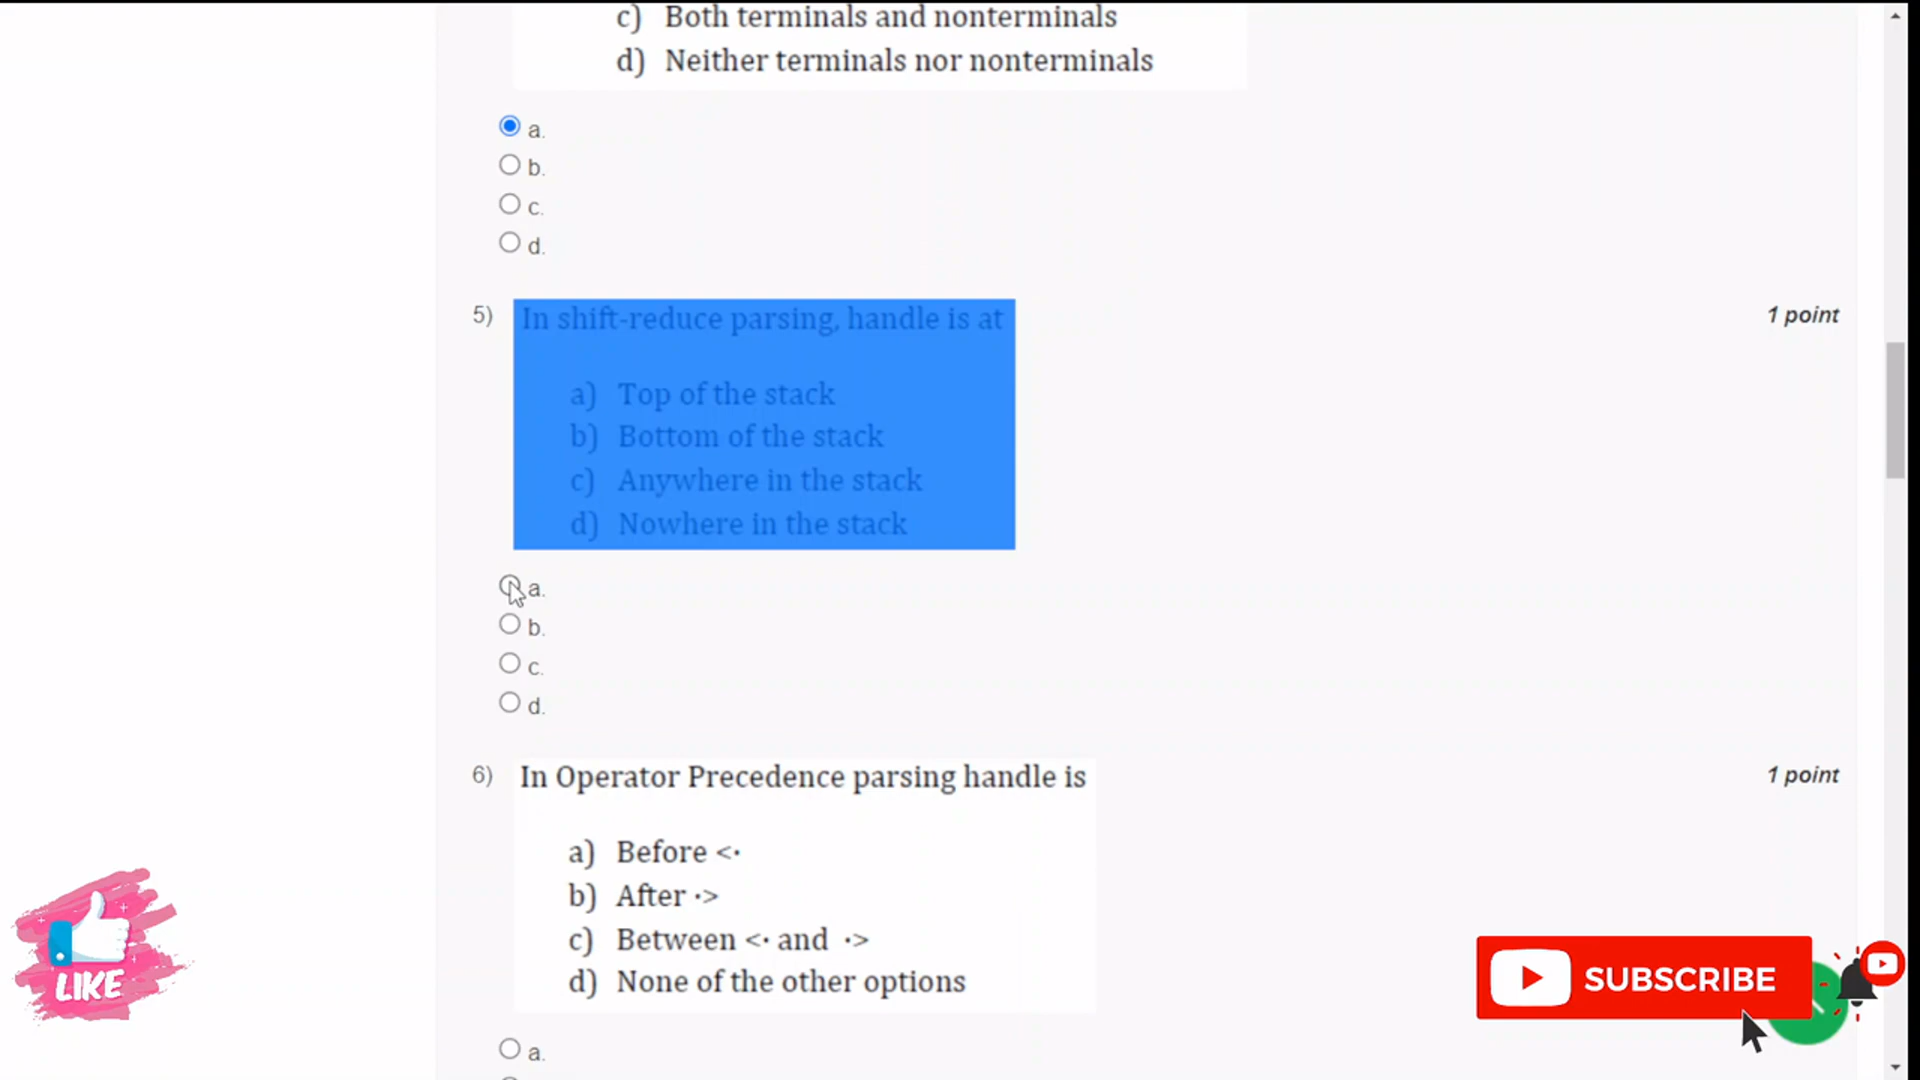 c) Both terminals and nonterminals
d) Neither terminals nor nonterminals
a.
b.
c.
d.
5) In shift-reduce parsing, handle is at 1 point
a) Top of the stack
b) Bottom of the stack
c) Anywhere in the stack
d) Nowhere in the stack
a.
b.
c.
d.
6) In Operator Precedence parsing handle is 1 point
a) Before <·
b) After ·>
c) Between <· and ·>
d) None of the other options
a.
LIKE
SUBSCRIBE